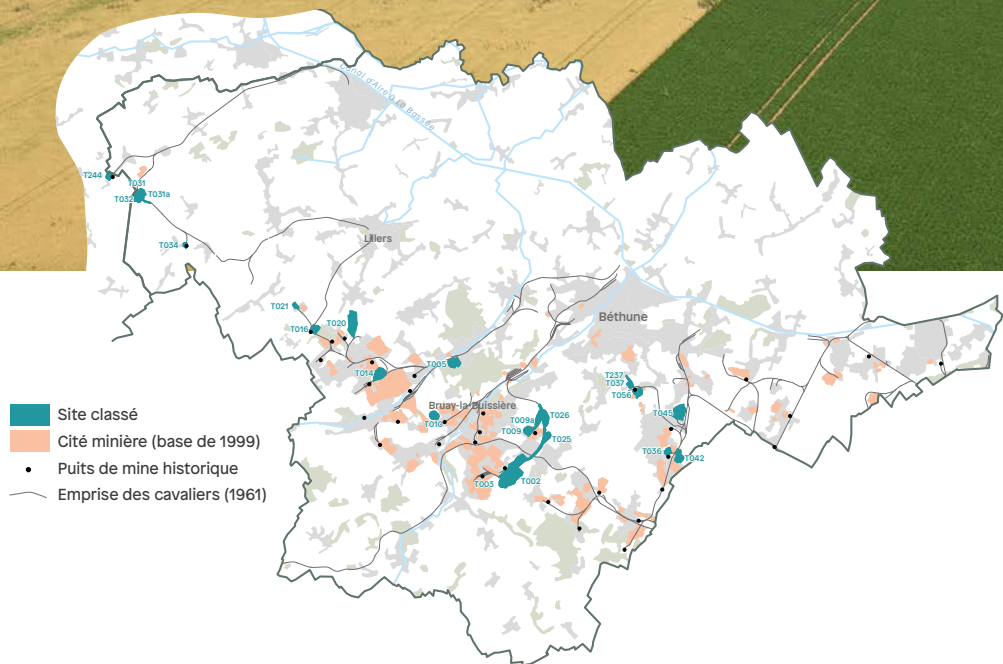 Canal d'Aire à La Bassée
T244
T031
T031a
T032
T034
Lillers
T021
T016
T020
Béthune
T014
T005
T237
T037
T056
Bruay-la-Buissière
T010
T009a
T009
T026
T025
T045
T036
T042
T003
T002
Site classé
Cité minière (base de 1999)
Puits de mine historique
Emprise des cavaliers (1961)